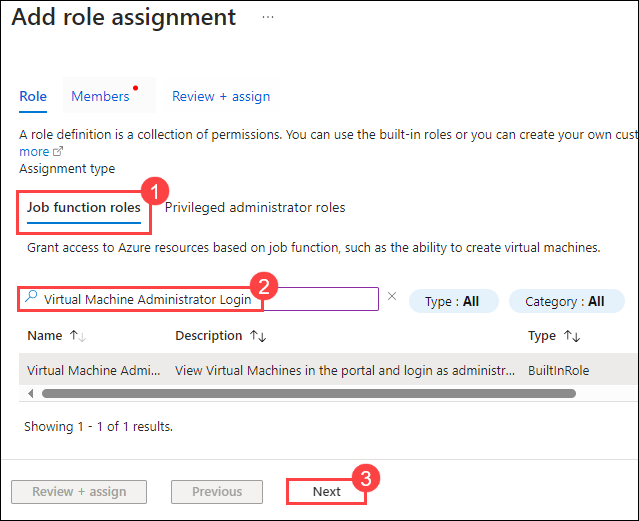 Add role assignment ...
Role Members Review + assign
A role definition is a collection of permissions. You can use the built-in roles or you can create your own cust
more
Assignment type
1
Job function roles Privileged administrator roles
Grant access to Azure resources based on job function, such as the ability to create virtual machines.
2
Virtual Machine Administrator Login Type : All Category : All
Name ↑↓ Description ↑↓ Type ↑↓
Virtual Machine Admi... View Virtual Machines in the portal and login as administr... BuiltInRole
Showing 1 - 1 of 1 results.
3
Review + assign Previous Next